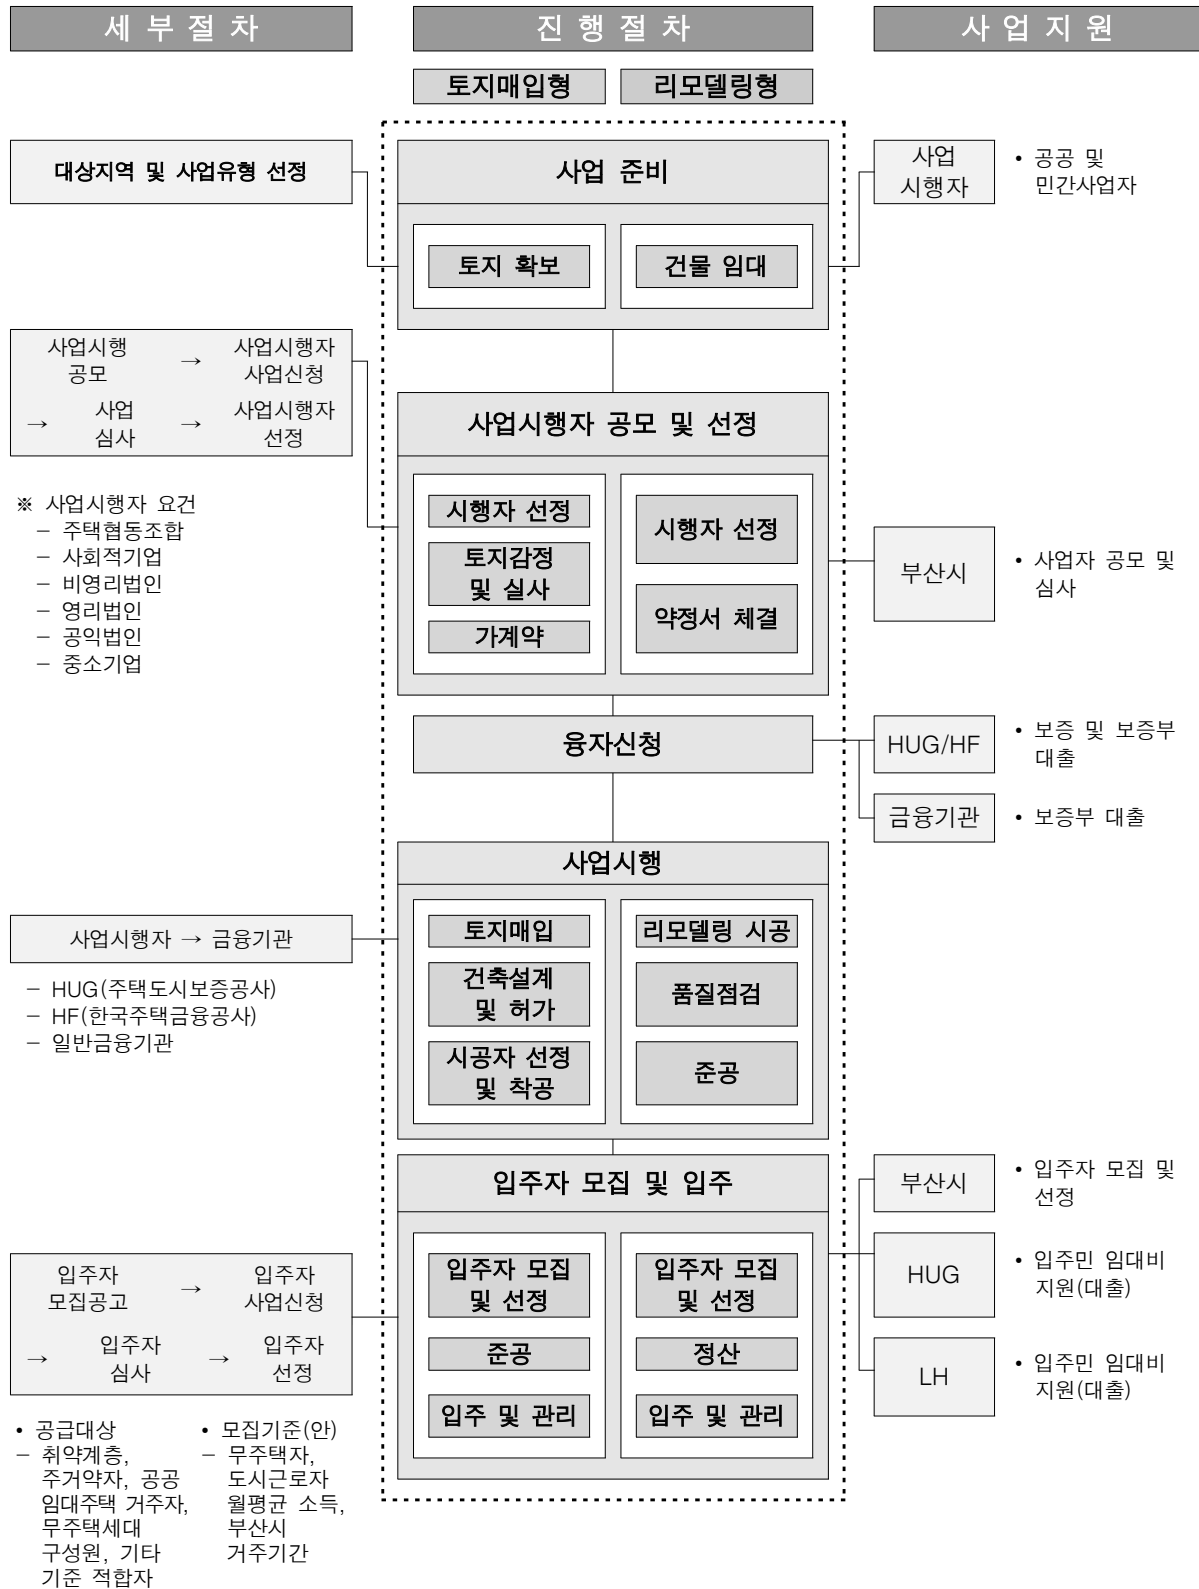 세부절차
진행절차
사업지원
토지매입형
리모델링형
대상지역 및 사업유형 선정
사업 준비
토지 확보
건물 임대
사업
시행자
• 공공 및
민간사업자
사업시행
공모
→
사업시행자
사업신청
→
사업
심사
→
사업시행자
선정
※ 사업시행자 요건
– 주택협동조합
– 사회적기업
– 비영리법인
– 영리법인
– 공익법인
– 중소기업
사업시행자 공모 및 선정
시행자 선정
토지감정
및 실사
가계약
시행자 선정
약정서 체결
부산시
• 사업자 공모 및
심사
융자신청
HUG/HF
• 보증 및 보증부
대출
금융기관
• 보증부 대출
사업시행
토지매입
건축설계
및 허가
시공자 선정
및 착공
리모델링 시공
품질점검
준공
사업시행자 → 금융기관
– HUG(주택도시보증공사)
– HF(한국주택금융공사)
– 일반금융기관
입주자 모집 및 입주
입주자 모집
및 선정
준공
입주 및 관리
입주자 모집
및 선정
정산
입주 및 관리
부산시
• 입주자 모집 및
선정
HUG
• 입주민 임대비
지원(대출)
LH
• 입주민 임대비
지원(대출)
입주자
모집공고
→
입주자
사업신청
→
입주자
심사
→
입주자
선정
• 공급대상
– 취약계층,
주거약자, 공공
임대주택 거주자,
무주택세대
구성원, 기타
기준 적합자
• 모집기준(안)
– 무주택자,
도시근로자
월평균 소득,
부산시
거주기간